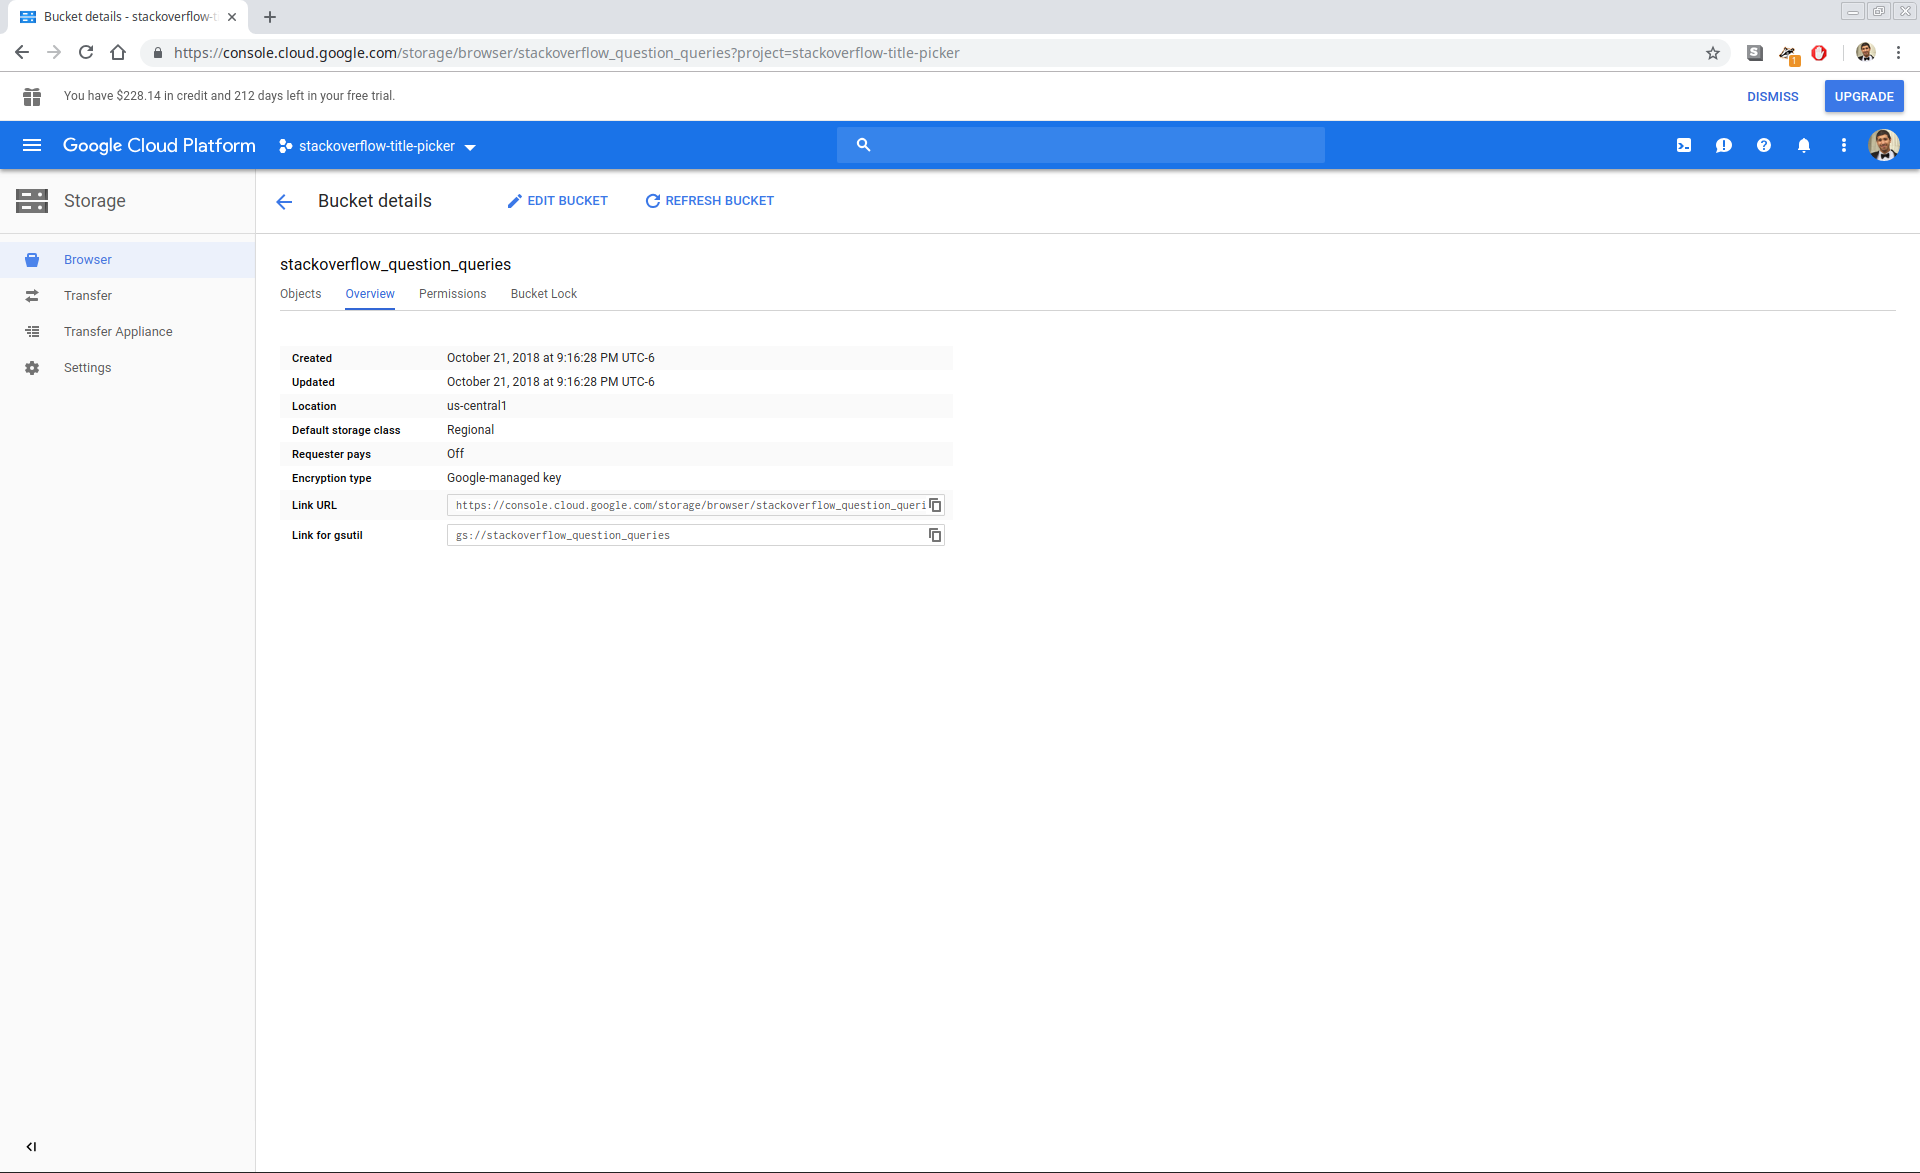 Bucket details - stackoverflow-t
https://console.cloud.google.com/storage/browser/stackoverflow_question_queries?project=stackoverflow-title-picker
S
1
You have $228.14 in credit and 212 days left in your free trial.
DISMISS
UPGRADE
Google Cloud Platform
stackoverflow-title-picker
Storage
Bucket details
EDIT BUCKET
REFRESH BUCKET
Browser
Transfer
Transfer Appliance
Settings
stackoverflow_question_queries
Objects
Overview
Permissions
Bucket Lock
Created October 21, 2018 at 9:16:28 PM UTC-6
Updated October 21, 2018 at 9:16:28 PM UTC-6
Location us-central1
Default storage class Regional
Requester pays Off
Encryption type Google-managed key
Link URL https://console.cloud.google.com/storage/browser/stackoverflow_question_queri
Link for gsutil gs://stackoverflow_question_queries